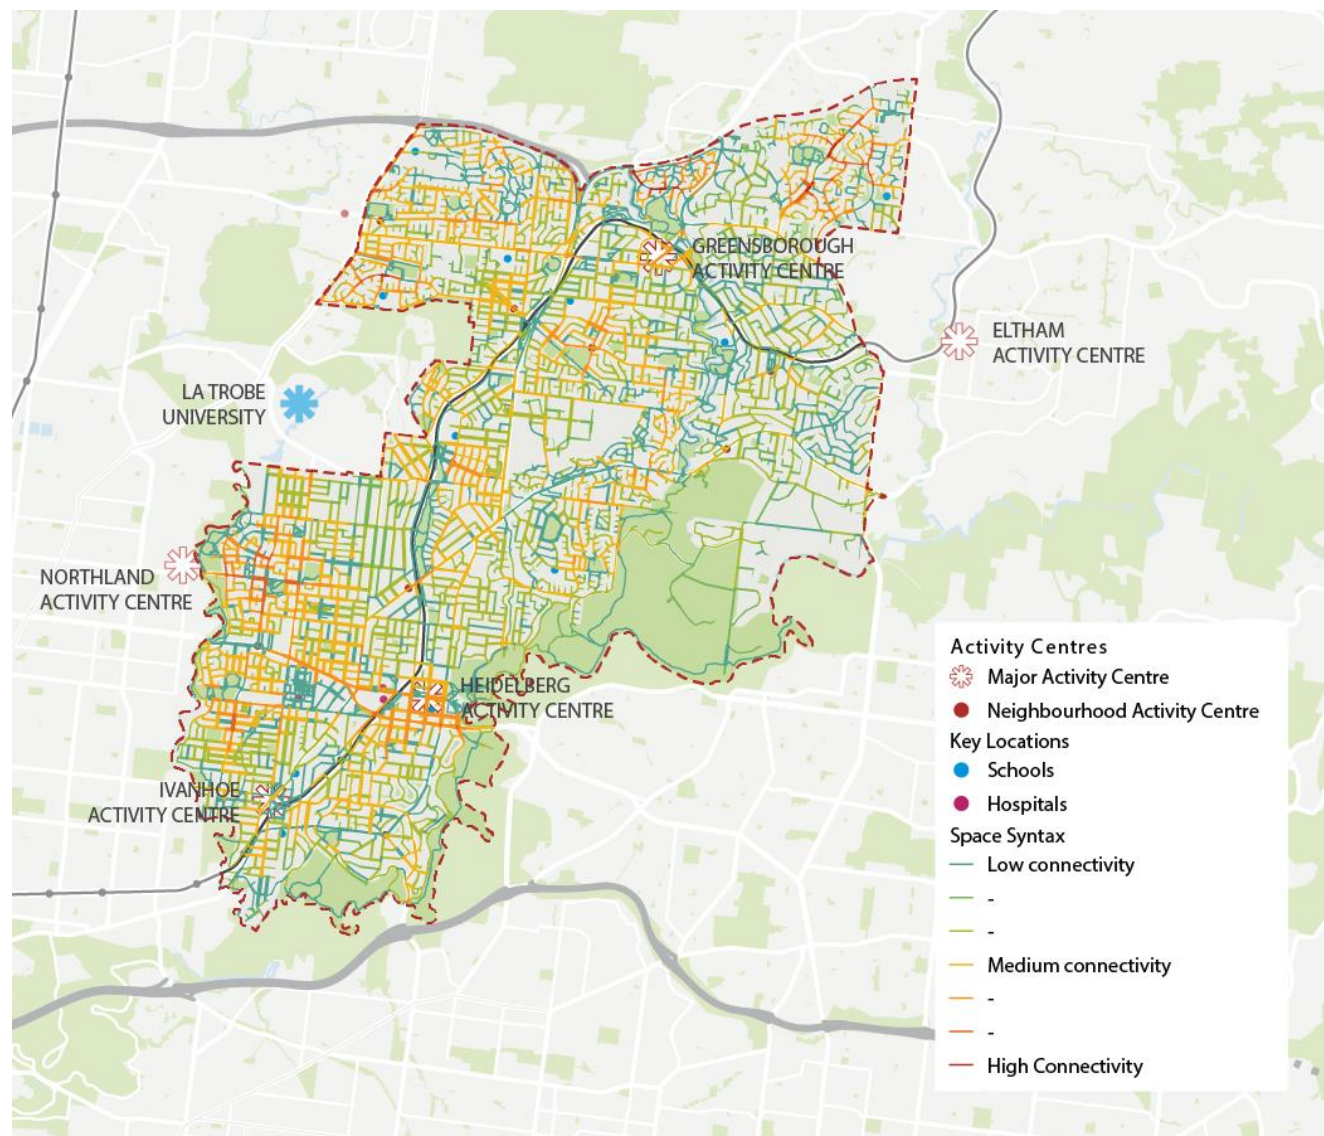 GREENSBOROUGH
ACTIVITY CENTRE
ELTHAM
ACTIVITY CENTRE
LA TROBE
UNIVERSITY
NORTHLAND
ACTIVITY CENTRE
HEIDELBERG
ACTIVITY CENTRE
IVANHOE
ACTIVITY CENTRE
Activity Centres
Major Activity Centre
Neighbourhood Activity Centre
Key Locations
Schools
Hospitals
Space Syntax
Low connectivity
-
-
Medium connectivity
-
-
High Connectivity